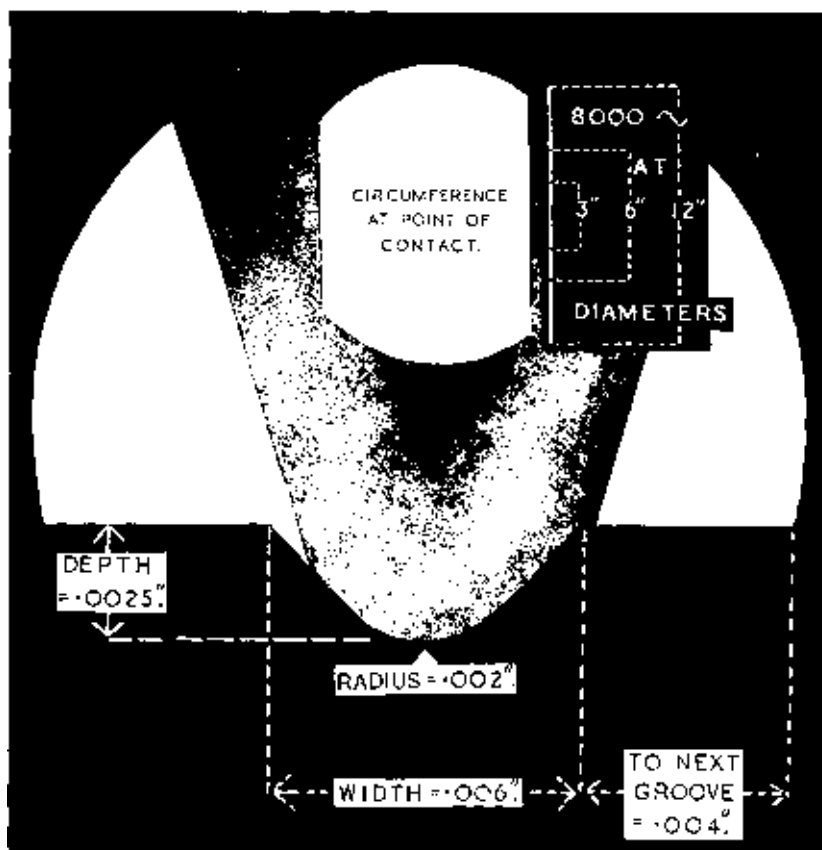 8000 ~
AT
3" 6" 12"
DIAMETERS
CIRCUMFERENCE
AT POINT OF
CONTACT.
DEPTH
= ·0025."
RADIUS = ·002".
WIDTH = ·006".
TO NEXT
GROOVE
= ·004."